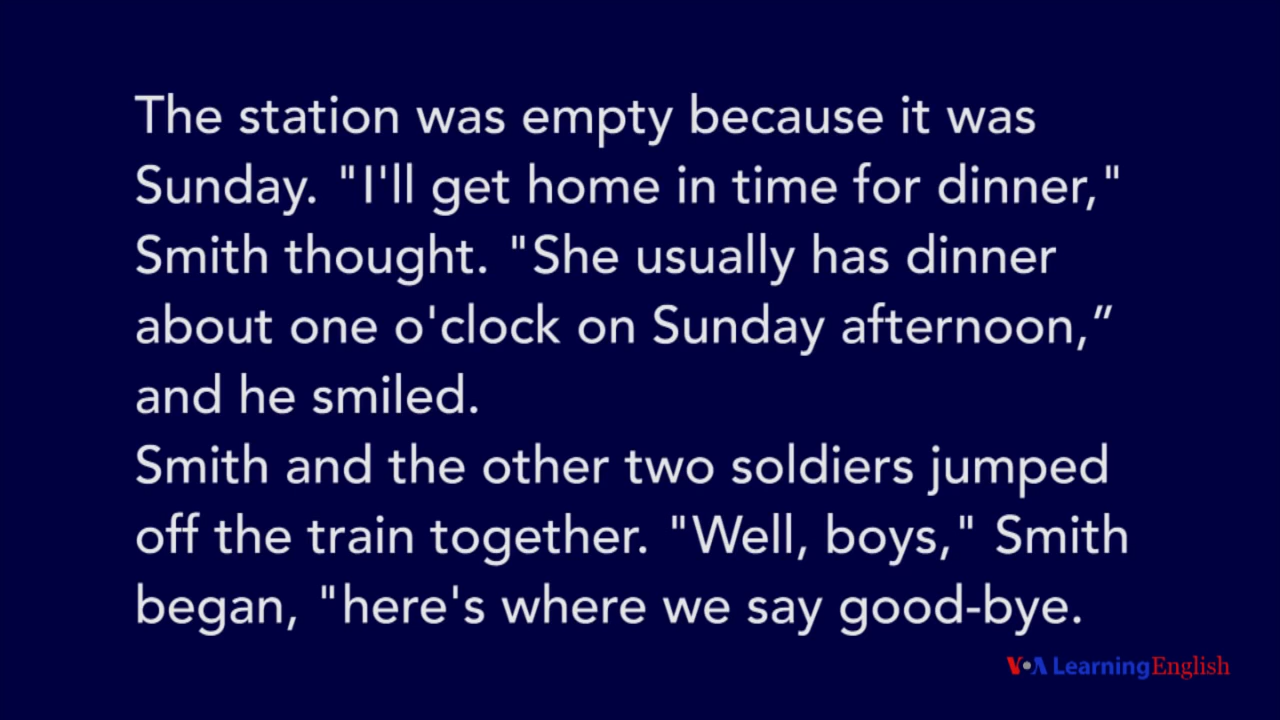 The station was empty because it was
Sunday. "I'll get home in time for dinner,"
Smith thought. "She usually has dinner
about one o'clock on Sunday afternoon,”
and he smiled.
Smith and the other two soldiers jumped
off the train together. "Well, boys," Smith
began, "here's where we say good-bye.
VOA Learning English